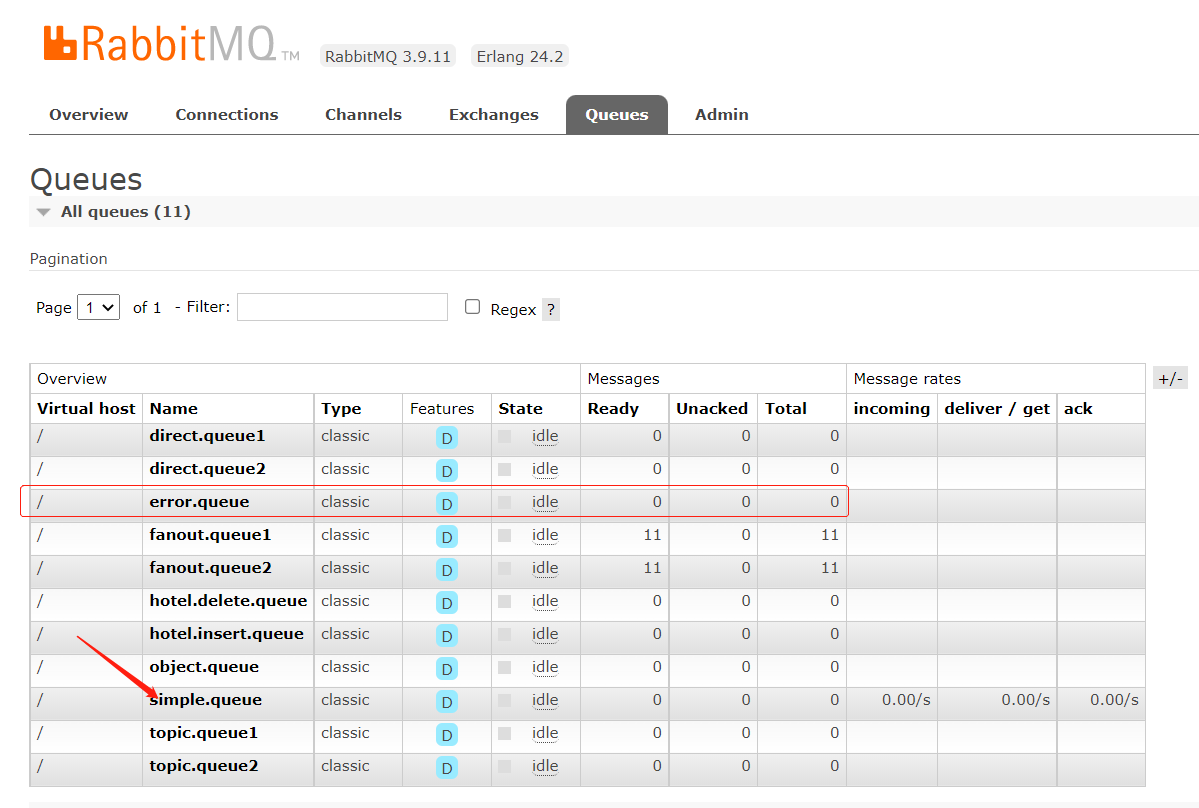 RabbitMQ TM RabbitMQ 3.9.11 Erlang 24.2
Overview Connections Channels Exchanges Queues Admin
Queues
All queues (11)
Pagination
Page 1 of 1 - Filter: Regex ?
Overview Messages Message rates +/-
Virtual host Name Type Features State Ready Unacked Total incoming deliver / get ack
/ direct.queue1 classic D idle 0 0 0
/ direct.queue2 classic D idle 0 0 0
/ error.queue classic D idle 0 0 0
/ fanout.queue1 classic D idle 11 0 11
/ fanout.queue2 classic D idle 11 0 11
/ hotel.delete.queue classic D idle 0 0 0
/ hotel.insert.queue classic D idle 0 0 0
/ object.queue classic D idle 0 0 0
/ simple.queue classic D idle 0 0 0 0.00/s 0.00/s 0.00/s
/ topic.queue1 classic D idle 0 0 0
/ topic.queue2 classic D idle 0 0 0